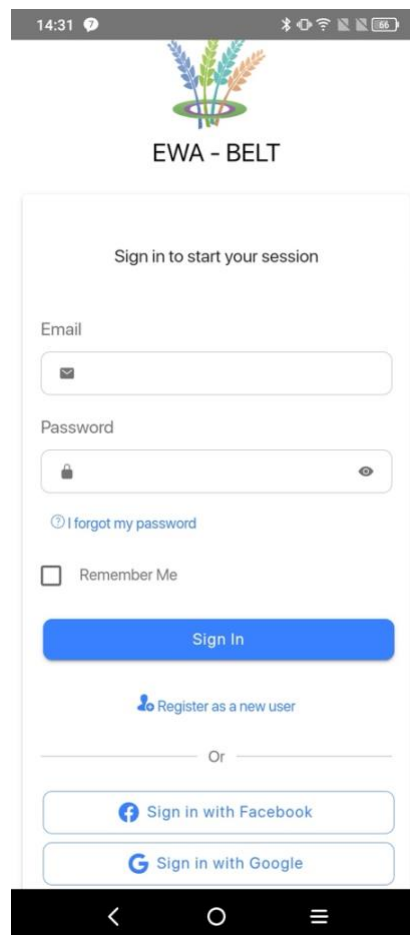 14:31 7
66
EWA - BELT
Sign in to start your session
Email
Password
? I forgot my password
Remember Me
Sign In
Register as a new user
Or
Sign in with Facebook
G Sign in with Google